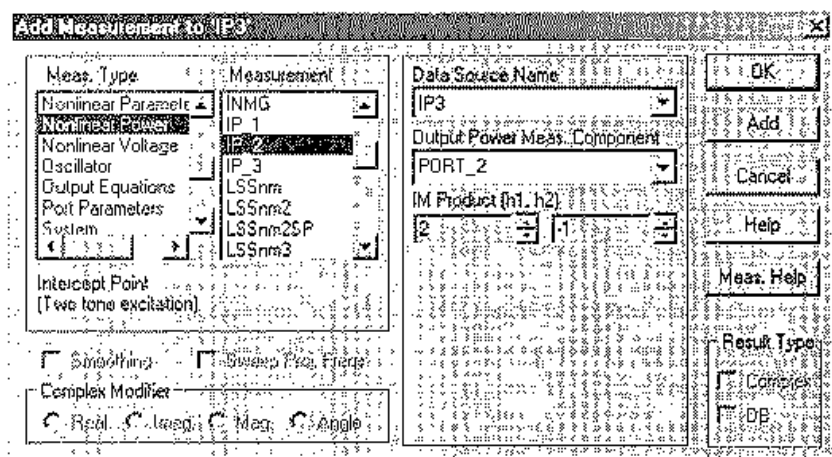 Add Measurement to 'IP3'
Meas. Type
Nonlinear Paramete
Nonlinear Power
Nonlinear Voltage
Oscillator
Output Equations
Port Parameters
System
Measurement
INMG
IP_1
IP_2
IP_3
LSSnm
LSSnm2
LSSnm2SP
LSSnm3
Intercept Point
(Two tone excitation)
Smoothing
Sweep Proj. Freqs
Complex Modifier
Real
Imag
Mag
Angle
Data Source Name
IP3
Output Power Meas. Component
PORT_2
IM Product (h1, h2)
2
-1
OK
Add
Cancel
Help
Meas. Help
Result Type
Complex
DB